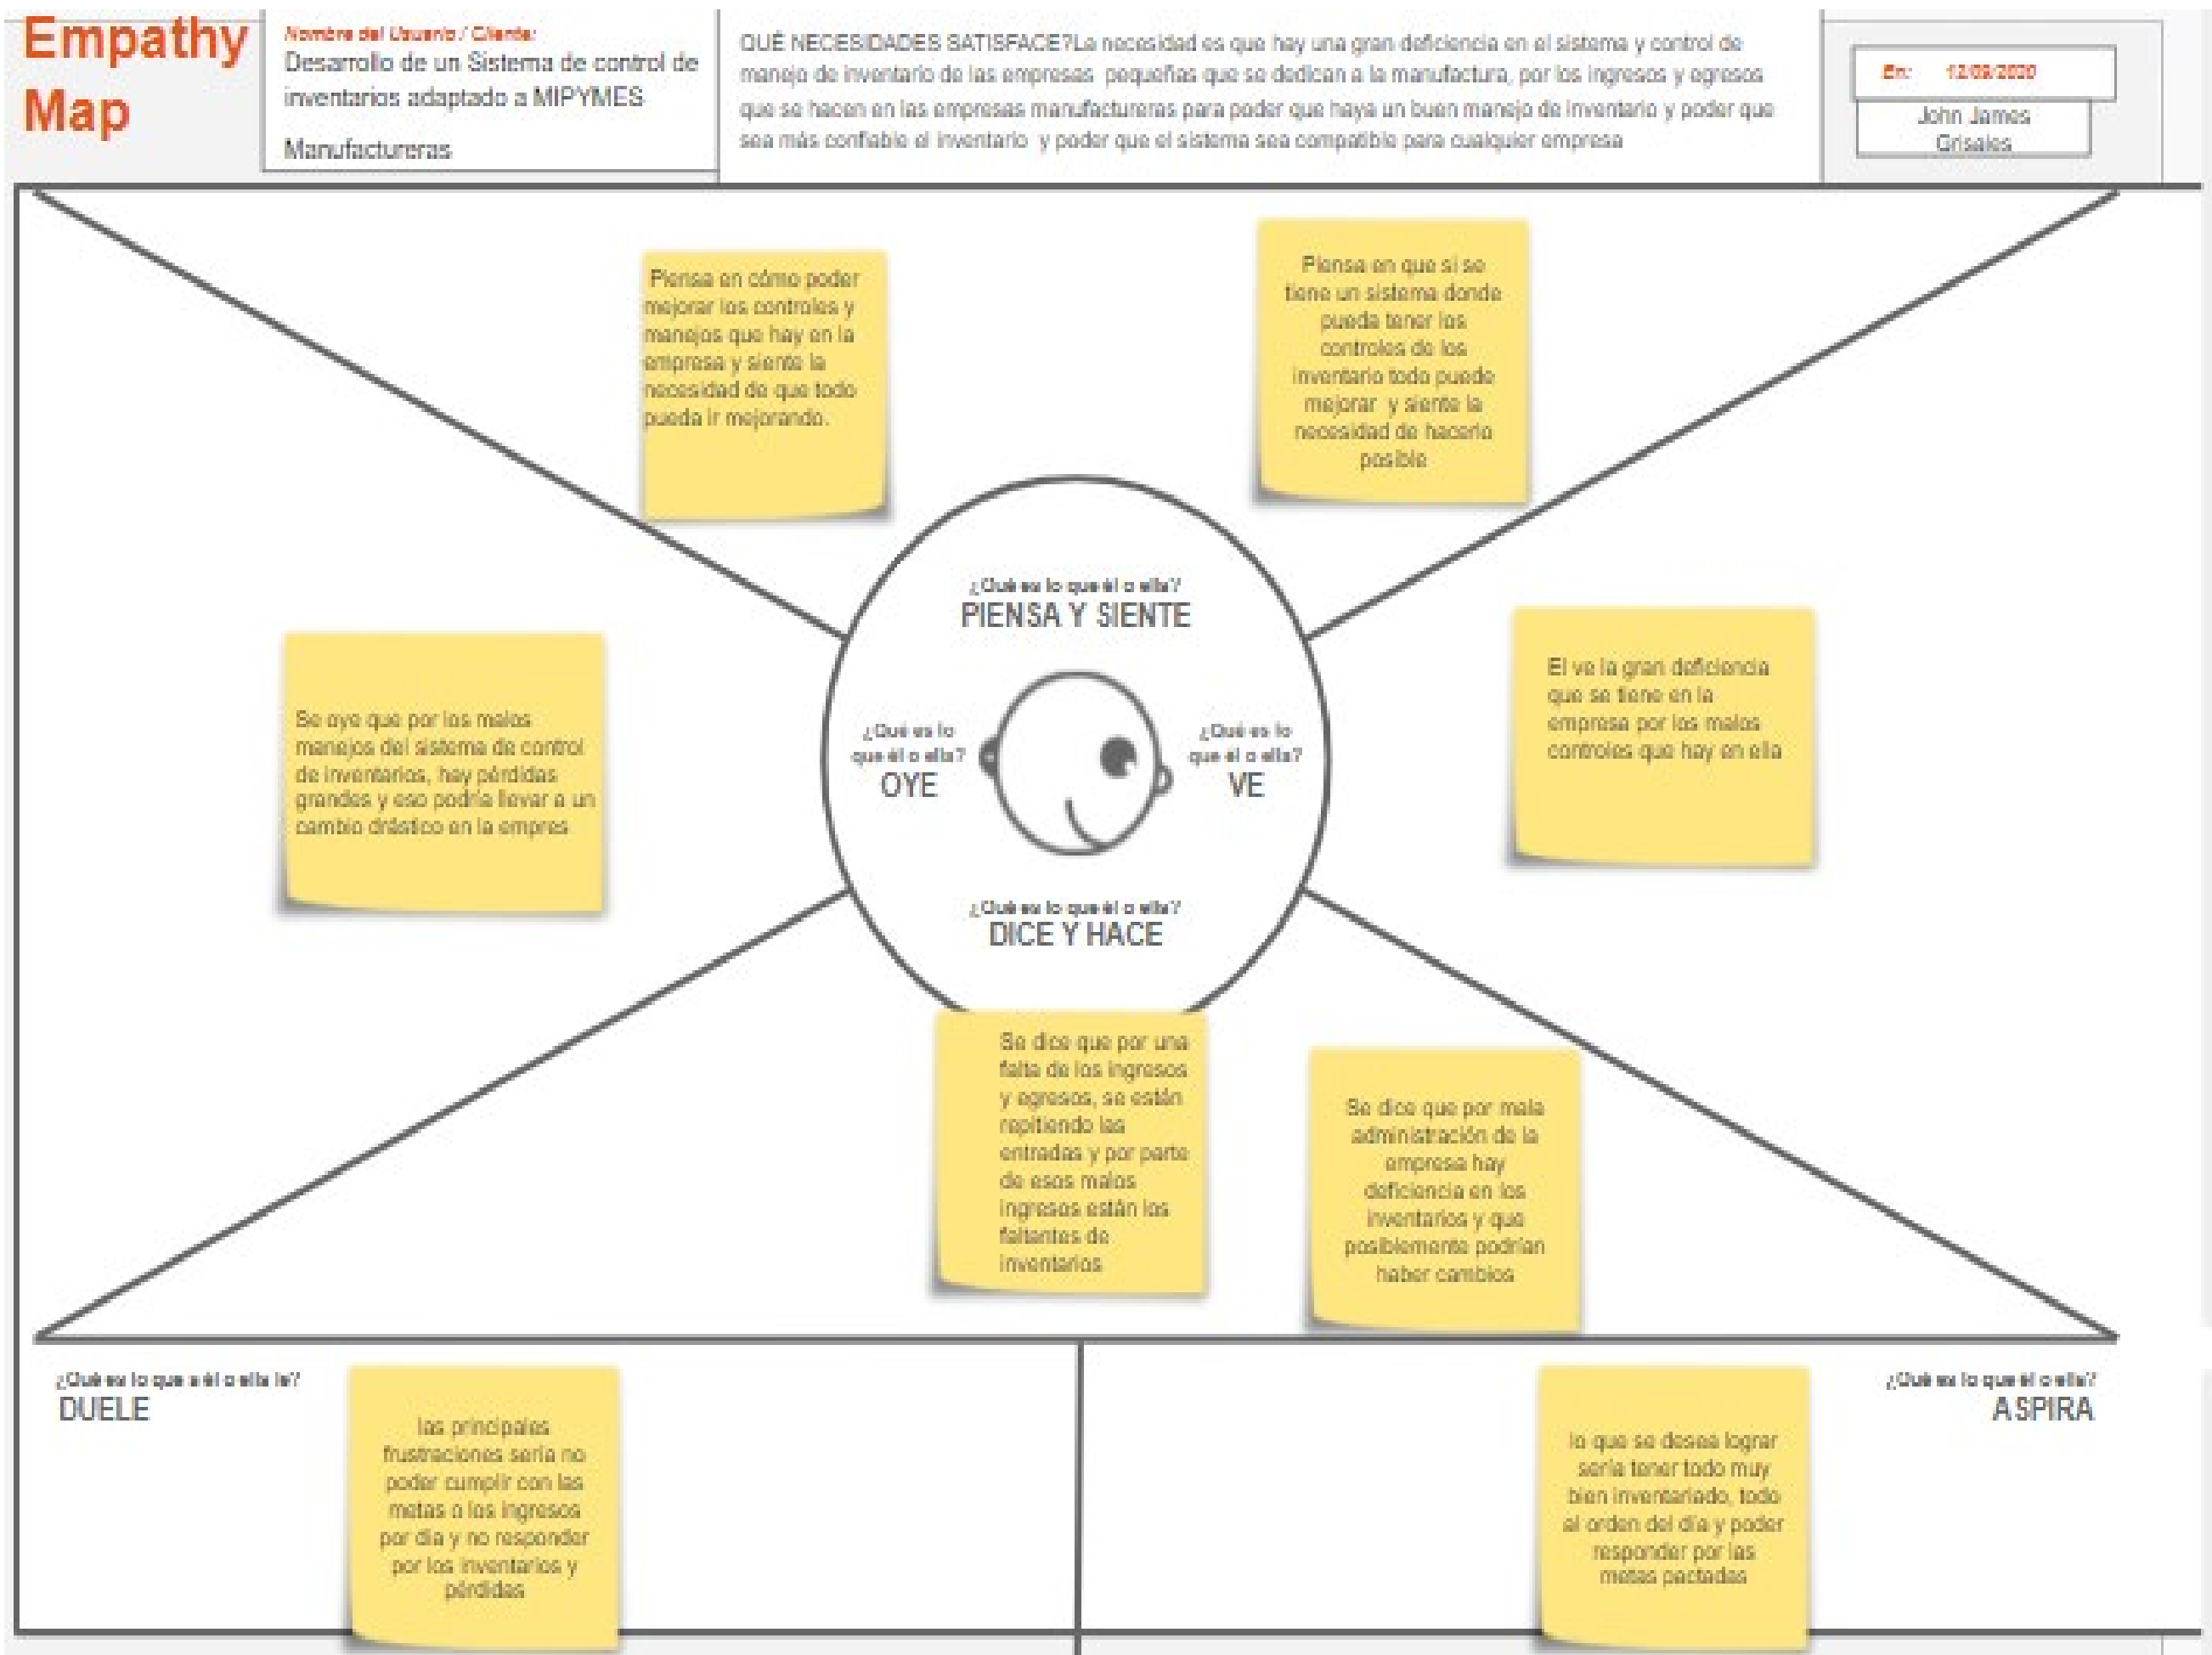 Empathy
Map
Nombre del Usuario / Cliente:
Desarrollo de un Sistema de control de
inventarios adaptado a MIPYMES
Manufactureras
QUÉ NECESIDADES SATISFACE?La necesidad es que hay una gran deficiencia en el sistema y control de
manejo de inventario de las empresas pequeñas que se dedican a la manufactura, por los ingresos y egresos
que se hacen en las empresas manufactureras para poder que haya un buen manejo de inventario y poder que
sea más confiable el inventario y poder que el sistema sea compatible para cualquier empresa
En: 12/09/2020
John James
Grisales
Piensa en cómo poder
mejorar los controles y
manejos que hay en la
empresa y siente la
necesidad de que todo
pueda ir mejorando.
Piensa en que si se
tiene un sistema donde
pueda tener los
controles de los
inventario todo puede
mejorar y siente la
necesidad de hacerlo
posible
¿Qué es lo que él o ella?
PIENSA Y SIENTE
Se oye que por los malos
manejos del sistema de control
de inventarios, hay pérdidas
grandes y eso podría llevar a un
cambio drástico en la empres
¿Qué es lo
que él o ella?
OYE
¿Qué es lo
que él o ella?
VE
El ve la gran deficiencia
que se tiene en la
empresa por los malos
controles que hay en ella
¿Qué es lo que él o ella?
DICE Y HACE
Se dice que por una
falta de los ingresos
y egresos, se están
repitiendo las
entradas y por parte
de esos malos
ingresos están los
faltantes de
inventarios
Se dice que por mala
administración de la
empresa hay
deficiencia en los
inventarios y que
posiblemente podrían
haber cambios
¿Qué es lo que a él o ella le?
DUELE
las principales
frustraciones sería no
poder cumplir con las
metas o los ingresos
por dia y no responder
por los inventarios y
pérdidas
lo que se desea lograr
sería tener todo muy
bien inventariado, todo
al orden del día y poder
responder por las
metas pactadas
¿Qué es lo que él o ella?
ASPIRA